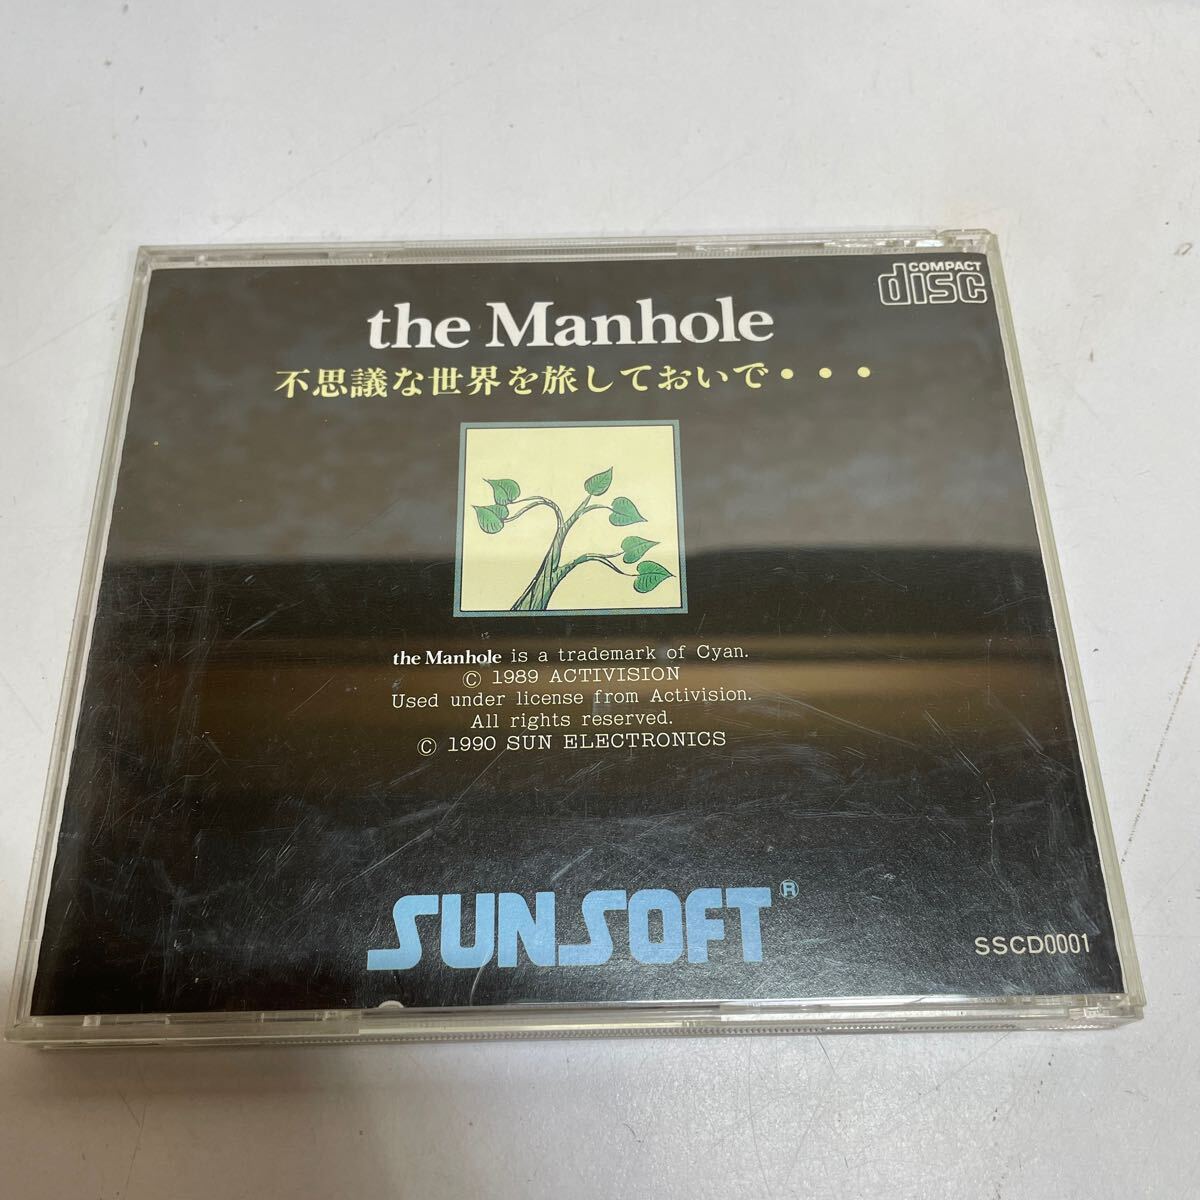 COMPACT
disc
the Manhole
不思議な世界を旅しておいで・・・
the Manhole is a trademark of Cyan.
© 1989 ACTIVISION
Used under license from Activision.
All rights reserved.
© 1990 SUN ELECTRONICS
SUNSOFT®
SSCD0001